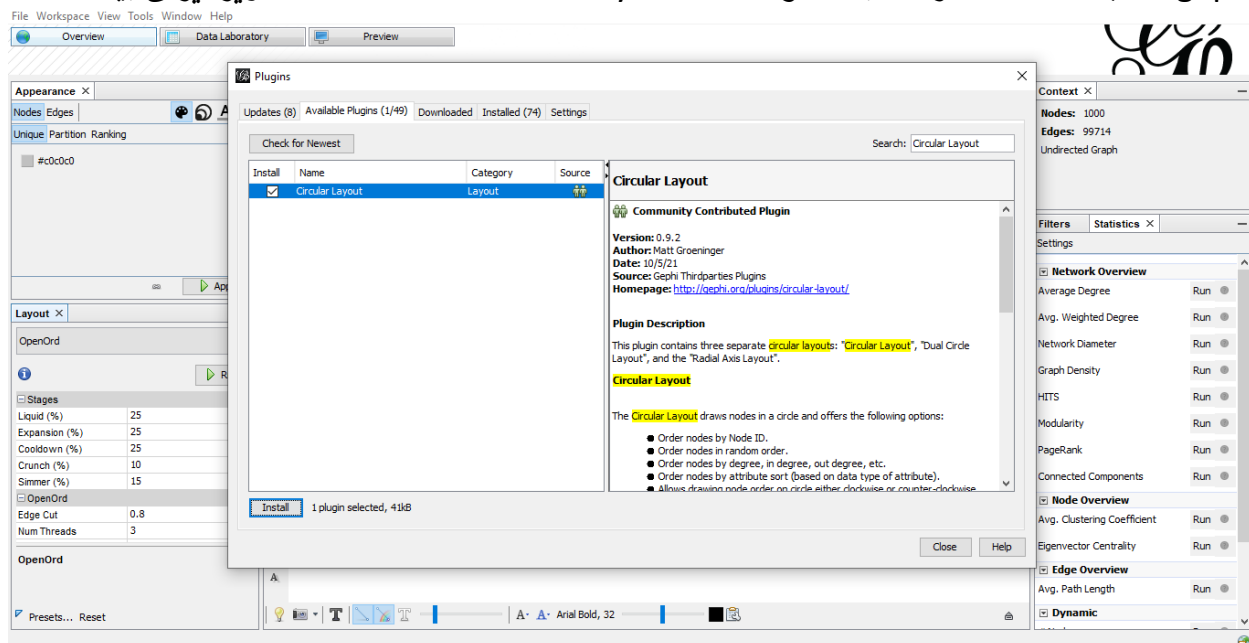 File Workspace View Tools Window Help
Overview
Data Laboratory
Preview
Appearance ×
Nodes Edges
Unique Partition Ranking
#c0c0c0
Layout ×
OpenOrd
Stages
Liquid (%) 25
Expansion (%) 25
Cooldown (%) 25
Crunch (%) 10
Simmer (%) 15
OpenOrd
Edge Cut 0.8
Num Threads 3
OpenOrd
Presets... Reset
Plugins
Updates (8) Available Plugins (1/49) Downloaded Installed (74) Settings
Check for Newest
Search: Circular Layout
Install Name Category Source
Circular Layout Layout
Circular Layout
Community Contributed Plugin
Version: 0.9.2
Author: Matt Groeninger
Date: 10/5/21
Source: Gephi Thirdparties Plugins
Homepage: http://gephi.org/plugins/circular-layout/
Plugin Description
This plugin contains three separate circular layouts: "Circular Layout", "Dual Circle
Layout", and the "Radial Axis Layout".
Circular Layout
The Circular Layout draws nodes in a circle and offers the following options:
● Order nodes by Node ID.
● Order nodes in random order.
● Order nodes by degree, in degree, out degree, etc.
● Order nodes by attribute sort (based on data type of attribute).
● Allows drawing node order on circle either clockwise or counter-clockwise
Install 1 plugin selected, 41kB
Close Help
A
T T A- A- Arial Bold, 32
Context ×
Nodes: 1000
Edges: 99714
Undirected Graph
Filters Statistics ×
Settings
Network Overview
Average Degree Run
Avg. Weighted Degree Run
Network Diameter Run
Graph Density Run
HITS Run
Modularity Run
PageRank Run
Connected Components Run
Node Overview
Avg. Clustering Coefficient Run
Eigenvector Centrality Run
Edge Overview
Avg. Path Length Run
Dynamic